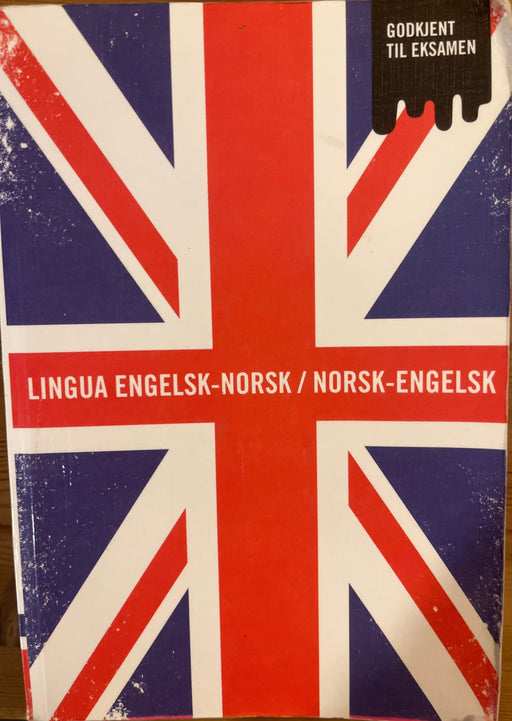 GODKJENT
TIL EKSAMEN
LINGUA ENGELSK-NORSK / NORSK-ENGELSK